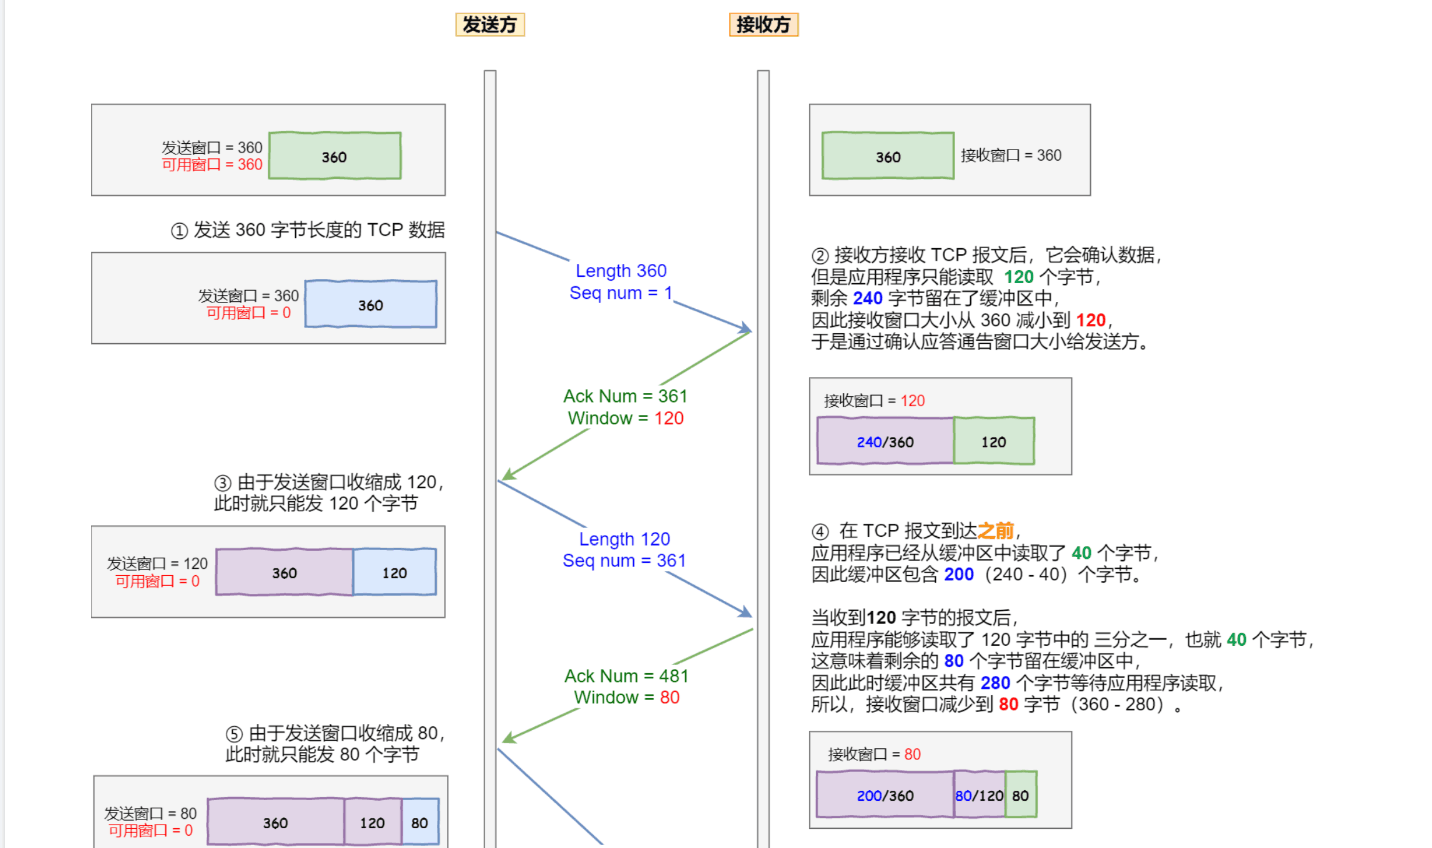 发送方
接收方
发送窗口 = 360
可用窗口 = 360
360
360
接收窗口 = 360
① 发送 360 字节长度的 TCP 数据
发送窗口 = 360
可用窗口 = 0
360
Length 360
Seq num = 1
② 接收方接收 TCP 报文后，它会确认数据，
但是应用程序只能读取 120 个字节，
剩余 240 字节留在了缓冲区中，
因此接收窗口大小从 360 减小到 120，
于是通过确认应答通告窗口大小给发送方。
Ack Num = 361
Window = 120
接收窗口 = 120
240/360
120
③ 由于发送窗口收缩成 120，
此时就只能发 120 个字节
发送窗口 = 120
可用窗口 = 0
360
120
Length 120
Seq num = 361
④ 在 TCP 报文到达之前，
应用程序已经从缓冲区中读取了 40 个字节，
因此缓冲区包含 200（240 - 40）个字节。
当收到120 字节的报文后，
应用程序能够读取了 120 字节中的 三分之一，也就 40 个字节，
这意味着剩余的 80 个字节留在缓冲区中，
因此此时缓冲区共有 280 个字节等待应用程序读取，
所以，接收窗口减少到 80 字节（360 - 280）。
Ack Num = 481
Window = 80
接收窗口 = 80
200/360
80/120
80
⑤ 由于发送窗口收缩成 80，
此时就只能发 80 个字节
发送窗口 = 80
可用窗口 = 0
360
120
80